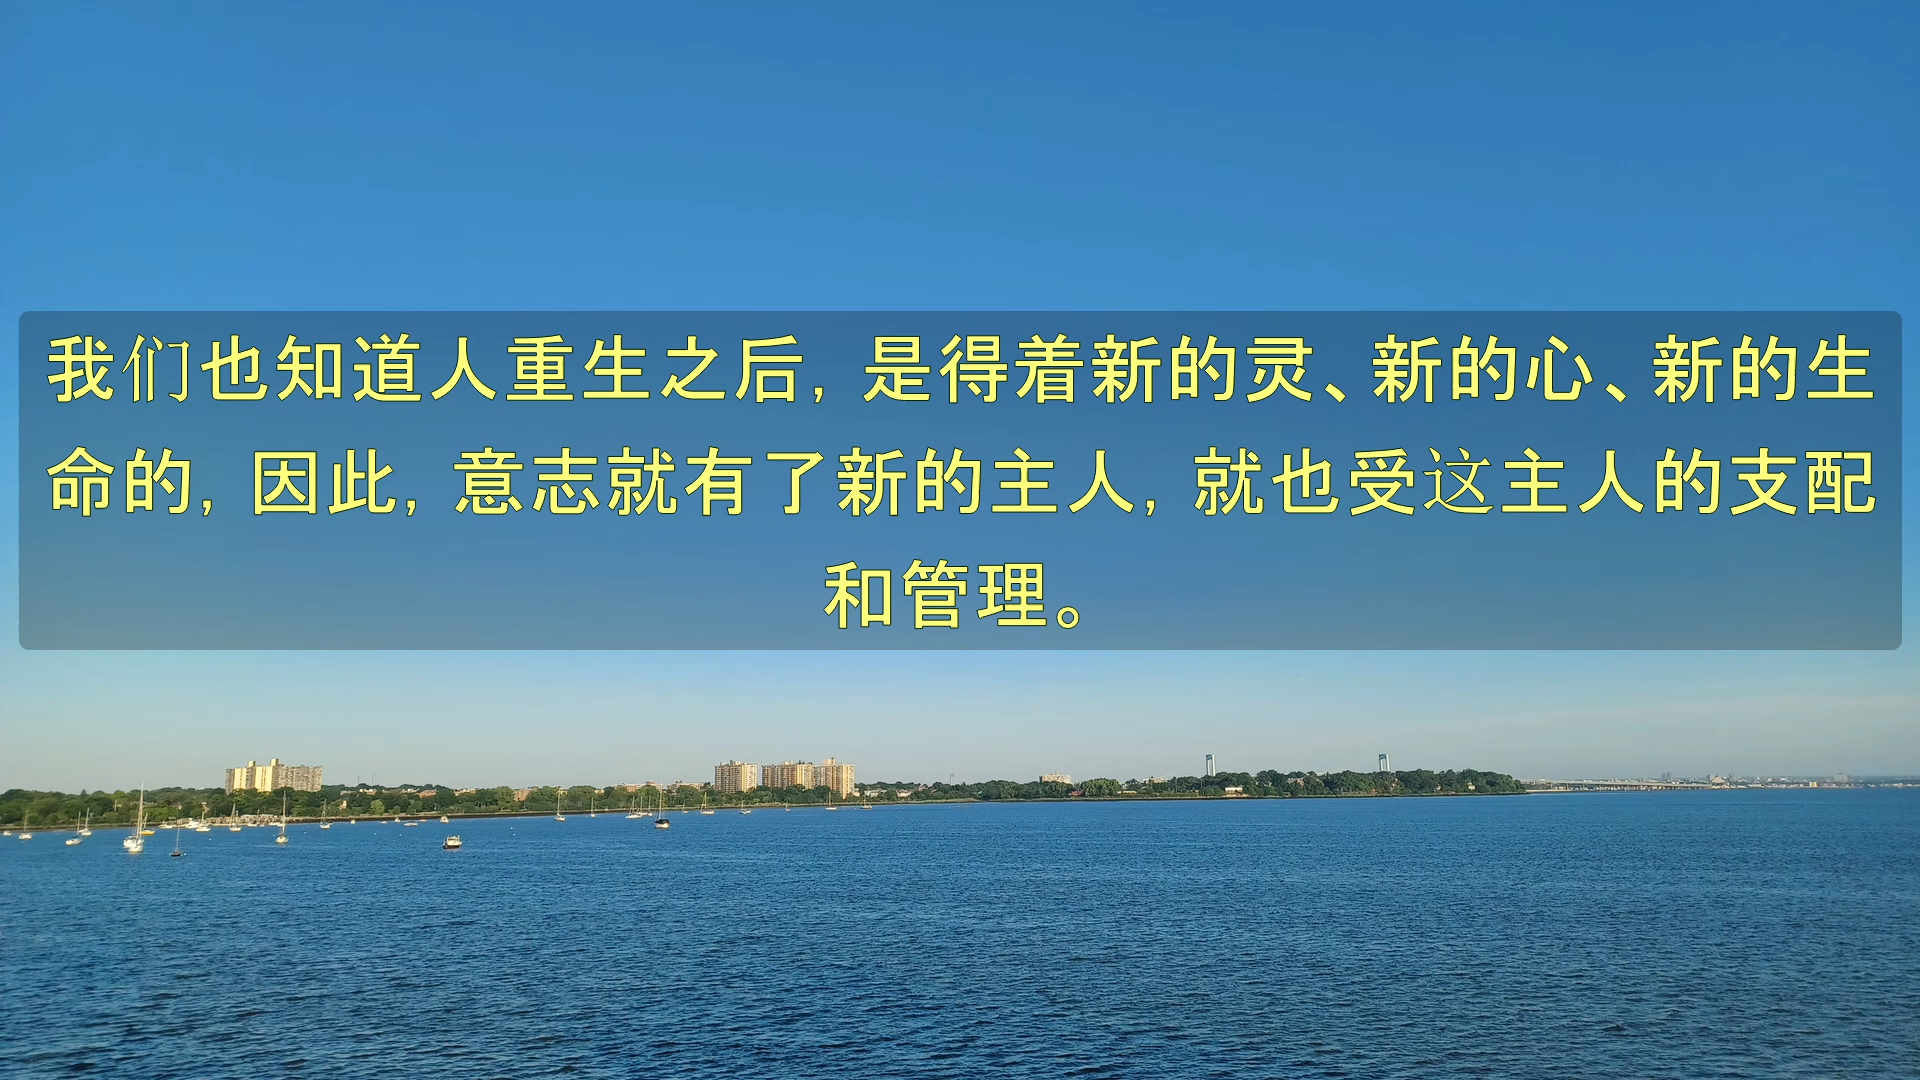 我们也知道人重生之后，是得着新的灵、新的心、新的生
命的，因此，意志就有了新的主人，就也受这主人的支配
和管理。